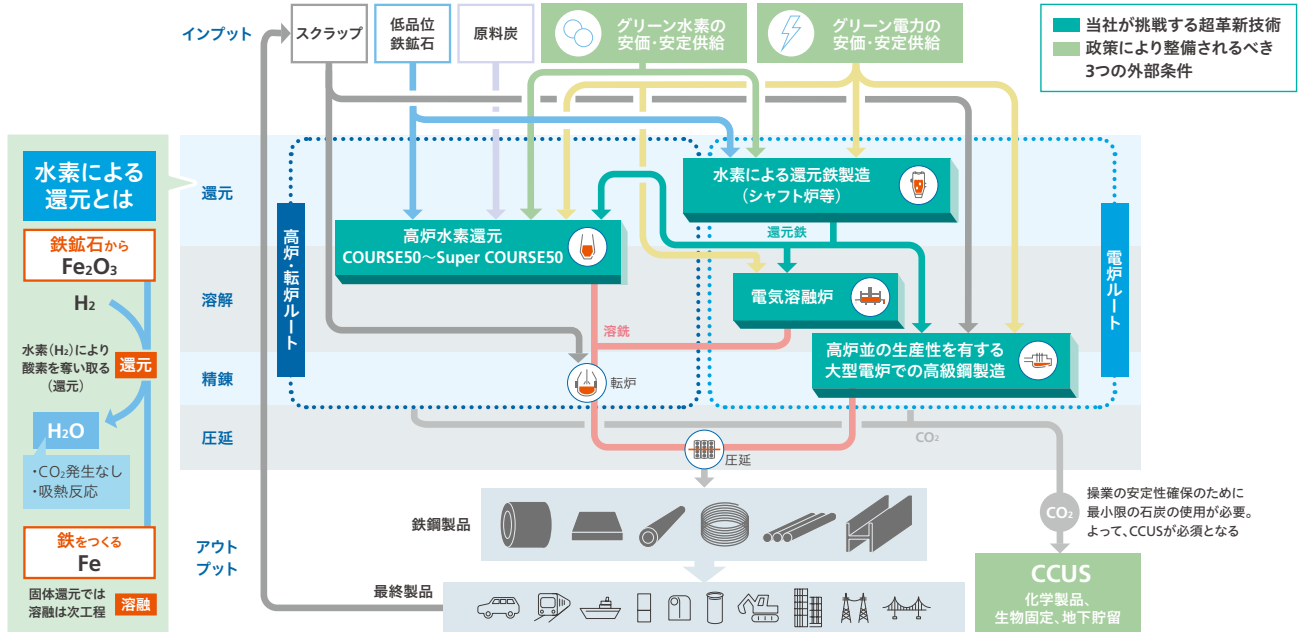 インプット
スクラップ
低品位
鉄鉱石
原料炭
グリーン水素の
安価・安定供給
グリーン電力の
安価・安定供給
当社が挑戦する超革新技術
政策により整備されるべき
3つの外部条件
水素による
還元とは
鉄鉱石から
Fe₂O₃
H₂
水素（H₂）により
酸素を奪い取る
（還元）
還元
H₂O
・CO₂発生なし
・吸熱反応
鉄をつくる
Fe
固体還元では
溶融は次工程
溶融
還元
溶解
精錬
圧延
アウト
プット
高炉・転炉ルート
水素による還元鉄製造
（シャフト炉等）
高炉水素還元
COURSE50～Super COURSE50
還元鉄
電気溶融炉
溶銑
高炉並の生産性を有する
大型電炉での高級鋼製造
転炉
電炉ルート
CO₂
圧延
鉄鋼製品
最終製品
CO₂
操業の安定性確保のために
最小限の石炭の使用が必要。
よって、CCUSが必須となる
CCUS
化学製品、
生物固定、地下貯留